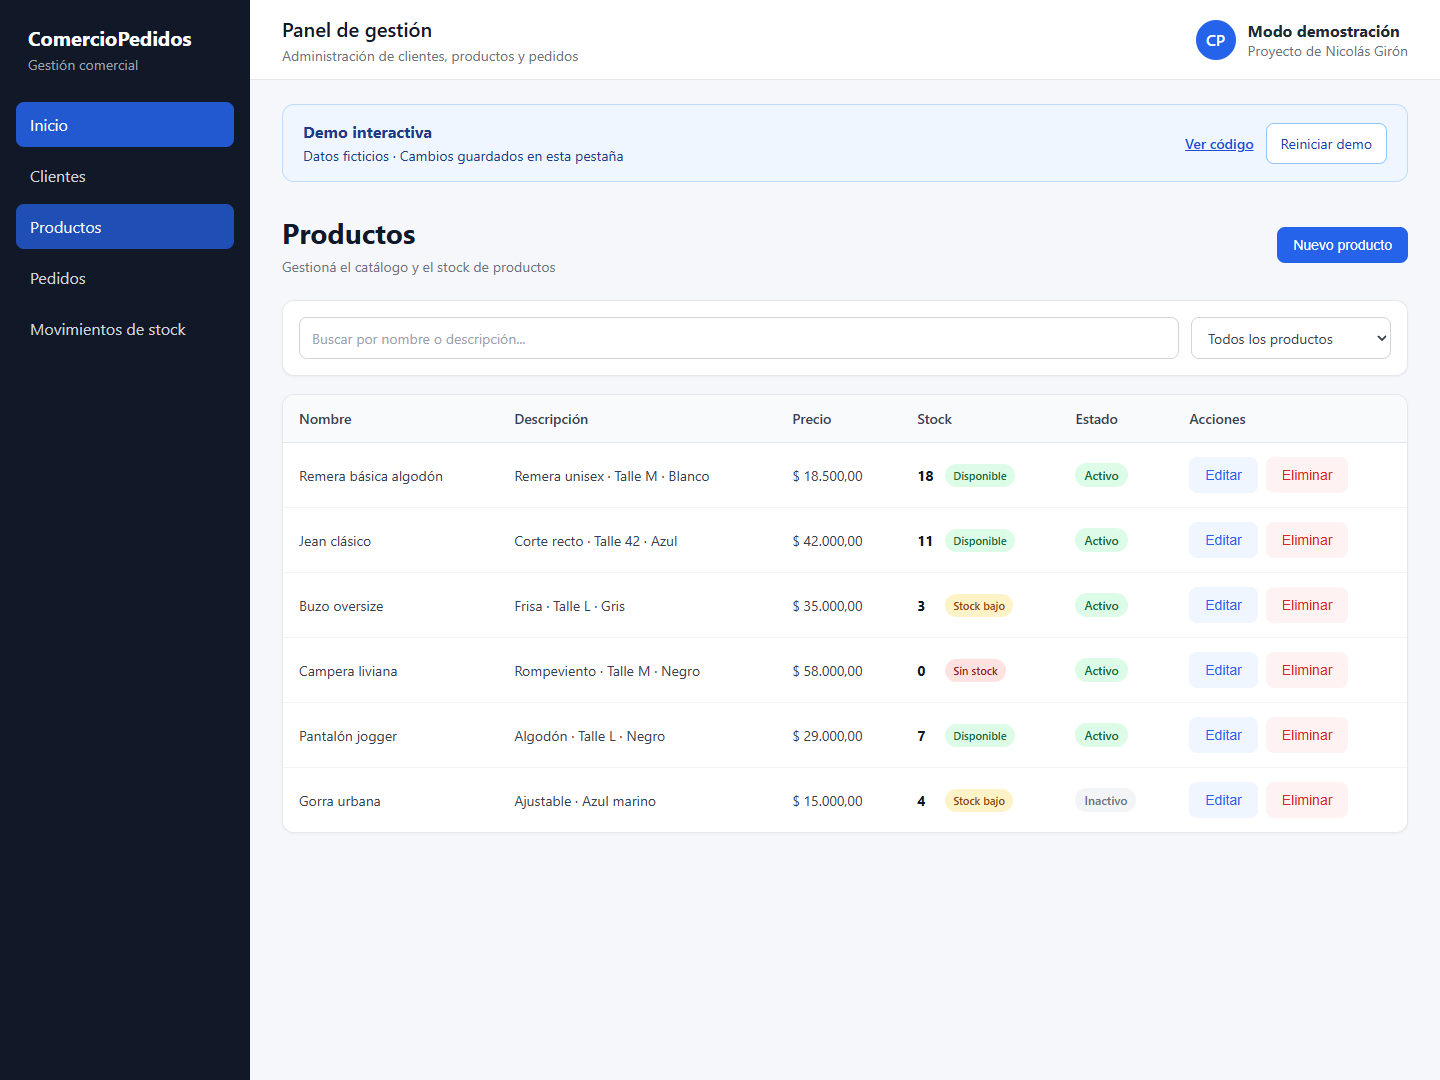 ComercioPedidos
Gestión comercial
Inicio
Clientes
Productos
Pedidos
Movimientos de stock
Panel de gestión
Administración de clientes, productos y pedidos
CP
Modo demostración
Proyecto de Nicolás Girón
Demo interactiva
Datos ficticios · Cambios guardados en esta pestaña
Ver código
Reiniciar demo
Productos
Gestioná el catálogo y el stock de productos
Nuevo producto
Buscar por nombre o descripción...
Todos los productos
Nombre Descripción Precio Stock Estado Acciones
Remera básica algodón Remera unisex · Talle M · Blanco $ 18.500,00 18 Disponible Activo Editar Eliminar
Jean clásico Corte recto · Talle 42 · Azul $ 42.000,00 11 Disponible Activo Editar Eliminar
Buzo oversize Frisa · Talle L · Gris $ 35.000,00 3 Stock bajo Activo Editar Eliminar
Campera liviana Rompeviento · Talle M · Negro $ 58.000,00 0 Sin stock Activo Editar Eliminar
Pantalón jogger Algodón · Talle L · Negro $ 29.000,00 7 Disponible Activo Editar Eliminar
Gorra urbana Ajustable · Azul marino $ 15.000,00 4 Stock bajo Inactivo Editar Eliminar